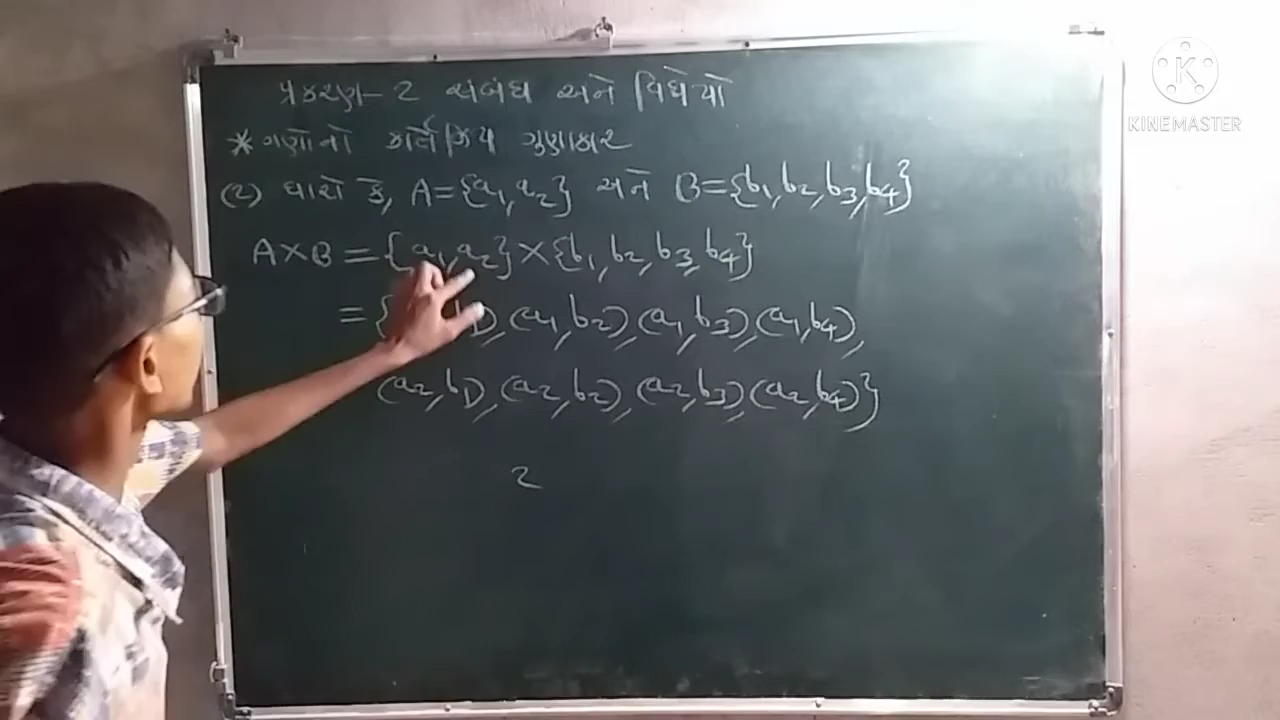 પ્રકરણ-2 સંબંધ અને વિધેયો
* ગણોનો કાર્તેઝિય ગુણાકાર
(2) ધારો કે, A={a₁, a₂} અને B={b₁, b₂, b₃, b₄}
A×B = {a₁, a₂}×{b₁, b₂, b₃, b₄}
={ b₁), (a₁, b₂), (a₁, b₃), (a₁, b₄),
(a₂, b₁), (a₂, b₂), (a₂, b₃), (a₂, b₄)}
2
K
KINEMASTER